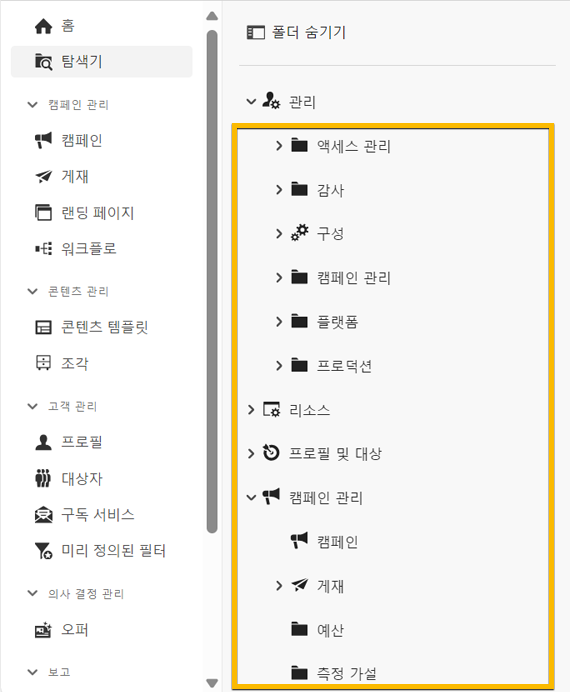 홈
탐색기
캠페인 관리
캠페인
게재
랜딩 페이지
워크플로
콘텐츠 관리
콘텐츠 템플릿
조각
고객 관리
프로필
대상자
구독 서비스
미리 정의된 필터
의사 결정 관리
오퍼
보고
폴더 숨기기
관리
액세스 관리
감사
구성
캠페인 관리
플랫폼
프로덕션
리소스
프로필 및 대상
캠페인 관리
캠페인
게재
예산
측정 가설